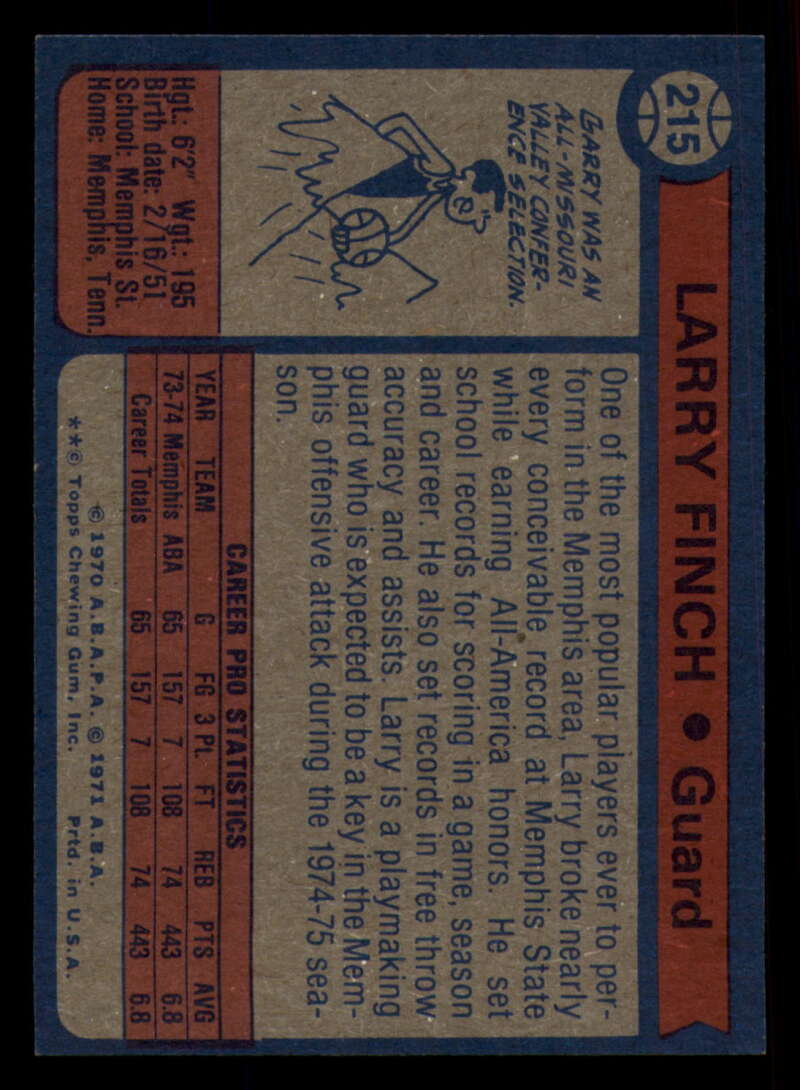 215
LARRY FINCH • Guard
LARRY WAS AN
ALL-MISSOURI
VALLEY CONFER-
ENCE SELECTION.
Hgt.: 6'2" Wgt.: 195
Birth date: 2/16/51
School: Memphis St.
Home: Memphis, Tenn.
One of the most popular players ever to per-
form in the Memphis area, Larry broke nearly
every conceivable record at Memphis State
while earning All-America honors. He set
school records for scoring in a game, season
and career. He also set records in free throw
accuracy and assists. Larry is a playmaking
guard who is expected to be a key in the Mem-
phis offensive attack during the 1974-75 sea-
son.
CAREER PRO STATISTICS
YEAR TEAM G FG 3 Pt. FT REB PTS AVG
73-74 Memphis ABA 65 157 7 108 74 443 6.8
Career Totals 65 157 7 108 74 443 6.8
© 1970 A.B.A.P.A. © 1971 A.B.A.
**© Topps Chewing Gum, Inc. Prtd. in U.S.A.